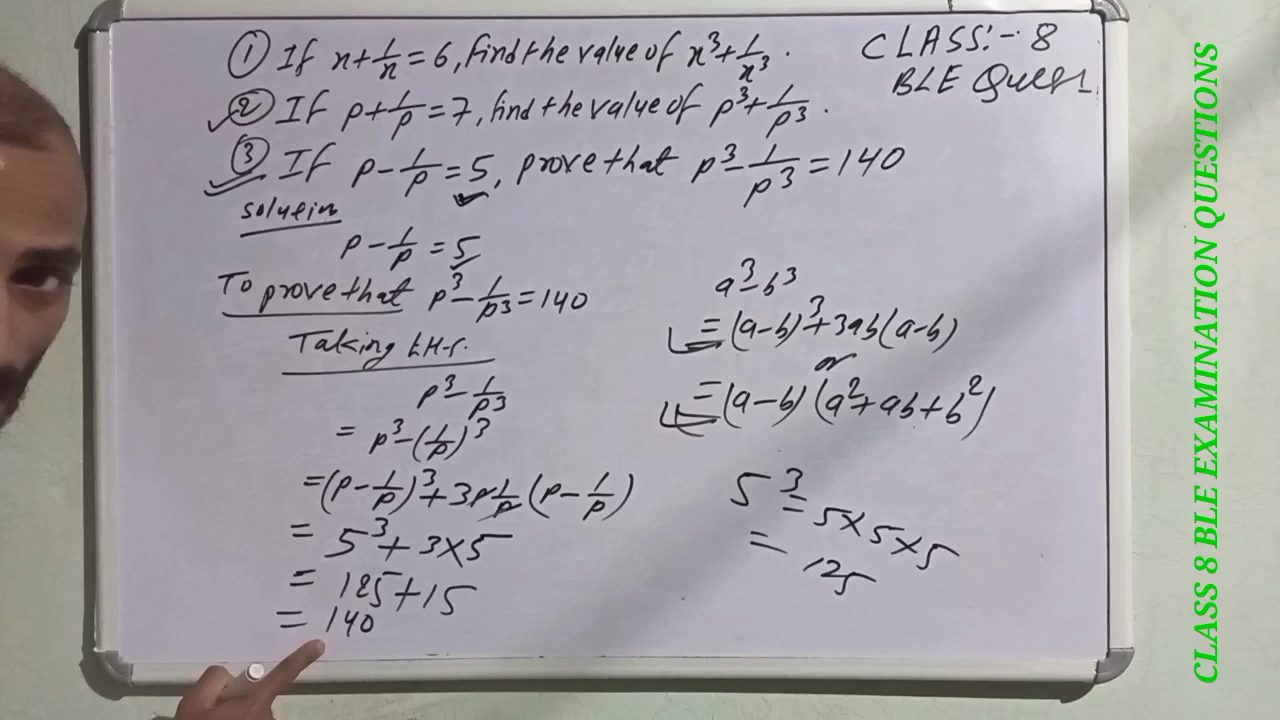 ① If x+1/x=6, find the value of x³+1/x³.
② If p+1/p=7, find the value of p³+1/p³.
③ If p-1/p=5, prove that p³-1/p³=140
CLASS:- 8
BLE Ques1
soluein
p-1/p=5
To prove that p³-1/p³=140
Taking LH-S.
p³-1/p³
= p³-(1/p)³
=(p-1/p)³+3p1/p(p-1/p)
= 5³+3×5
= 125+15
= 140
a³-b³
=(a-b)³+3ab(a-b)
or
=(a-b)(a²+ab+b²)
5³=5×5×5
= 125
CLASS 8 BLE EXAMINATION QUESTIONS